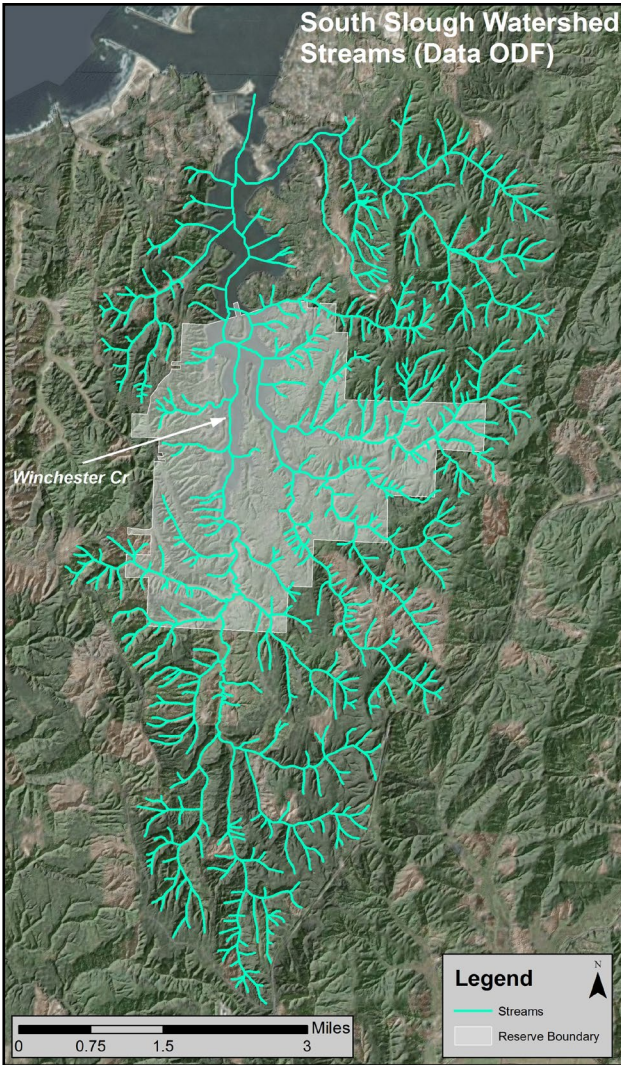 South Slough Watershed
Streams (Data ODF)
Winchester Cr
Legend
N
Streams
Reserve Boundary
Miles
0 0.75 1.5 3